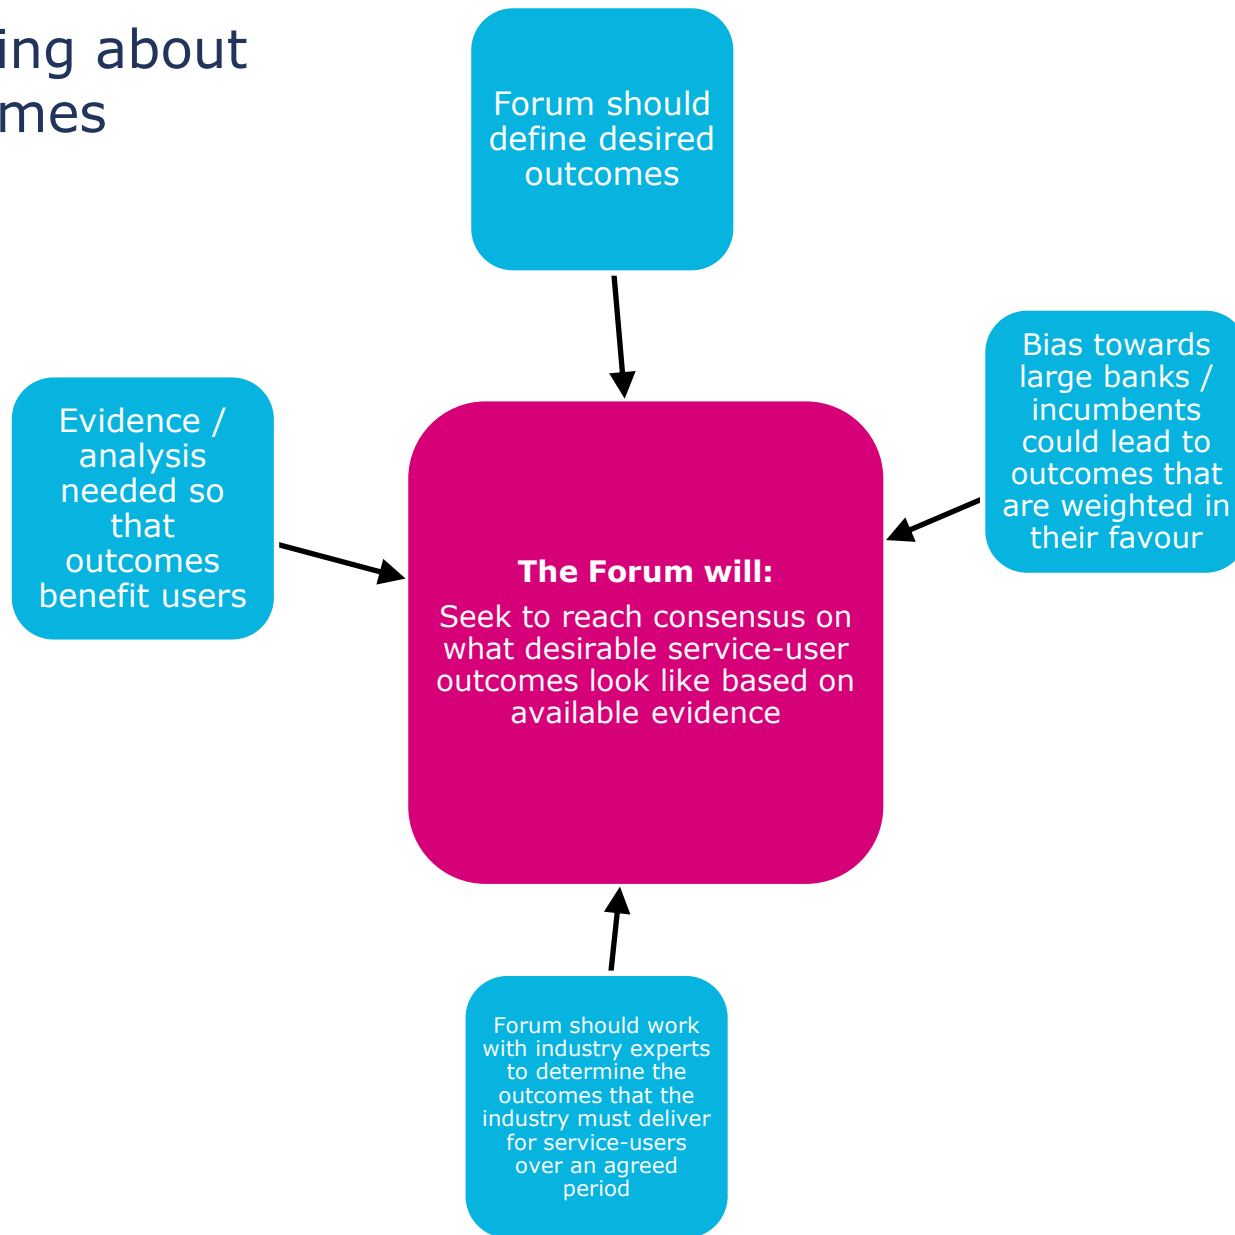 ing about
mes
Forum should
define desired
outcomes
Bias towards
large banks /
incumbents
could lead to
outcomes that
are weighted in
their favour
Evidence /
analysis
needed so
that
outcomes
benefit users
The Forum will:
Seek to reach consensus on
what desirable service-user
outcomes look like based on
available evidence
Forum should work
with industry experts
to determine the
outcomes that the
industry must deliver
for service-users
over an agreed
period